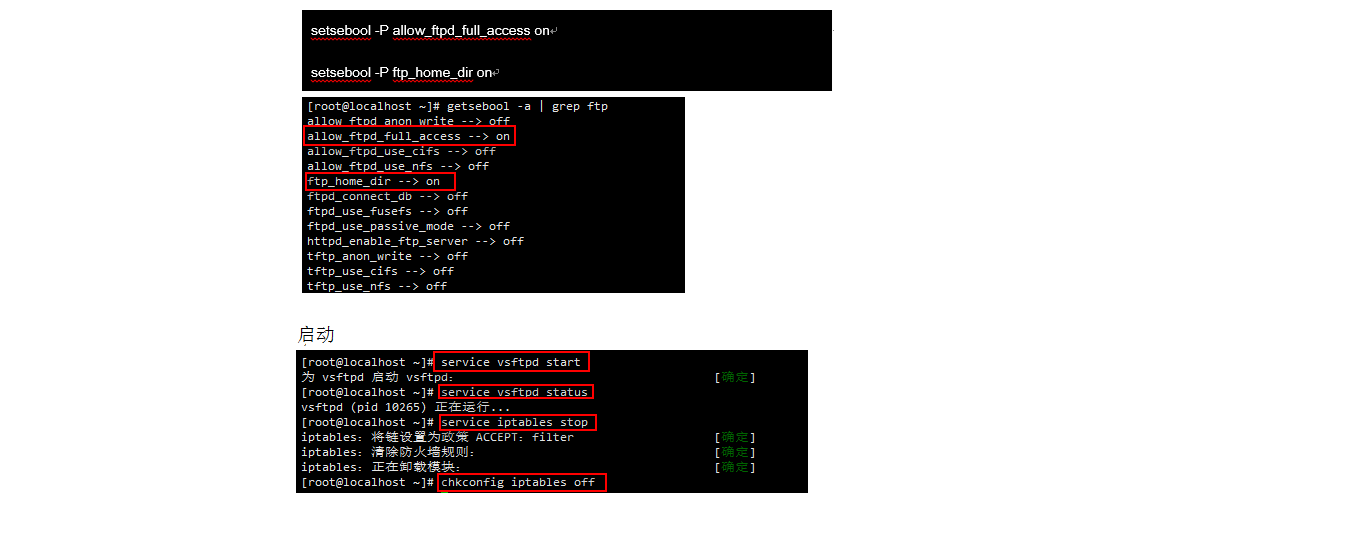 setsebool -P allow_ftpd_full_access on
setsebool -P ftp_home_dir on
[root@localhost ~]# getsebool -a | grep ftp
allow_ftpd_anon_write --> off
allow_ftpd_full_access --> on
allow_ftpd_use_cifs --> off
allow_ftpd_use_nfs --> off
ftp_home_dir --> on
ftpd_connect_db --> off
ftpd_use_fusefs --> off
ftpd_use_passive_mode --> off
httpd_enable_ftp_server --> off
tftp_anon_write --> off
tftp_use_cifs --> off
tftp_use_nfs --> off
启动
[root@localhost ~]# service vsftpd start
为 vsftpd 启动 vsftpd： [确定]
[root@localhost ~]# service vsftpd status
vsftpd (pid 10265) 正在运行...
[root@localhost ~]# service iptables stop
iptables：将链设置为政策 ACCEPT：filter [确定]
iptables：清除防火墙规则： [确定]
iptables：正在卸载模块： [确定]
[root@localhost ~]# chkconfig iptables off